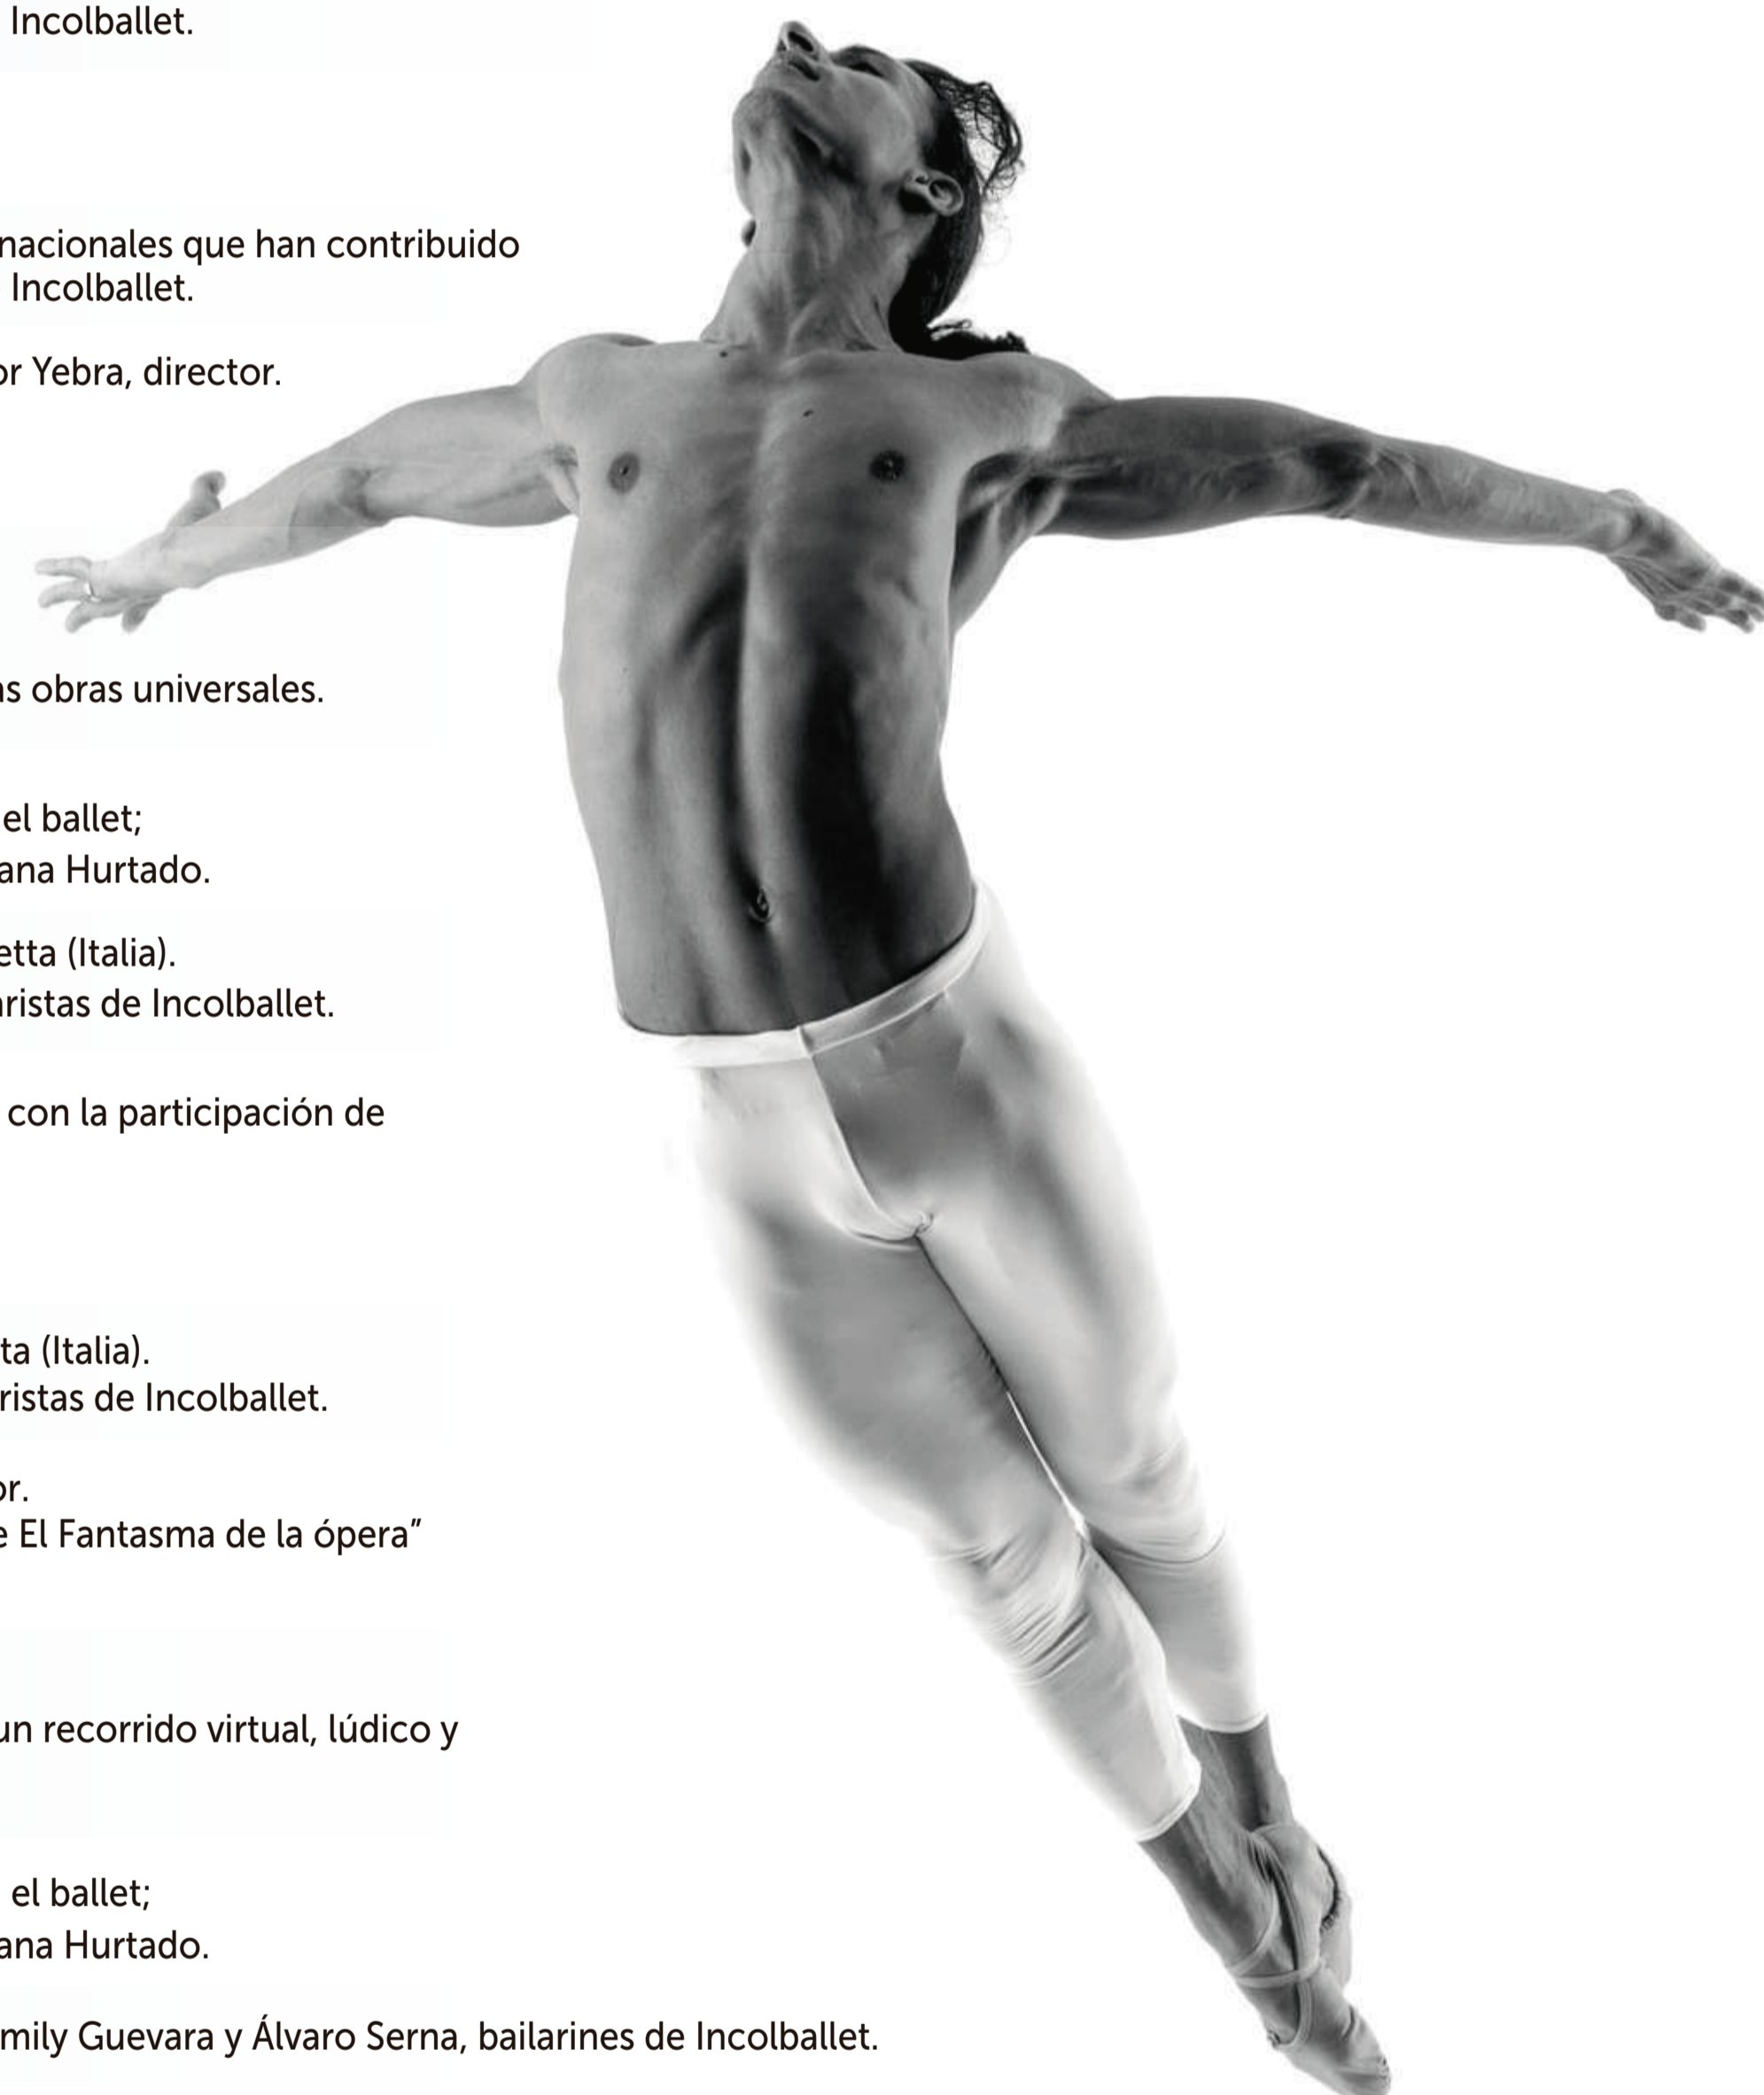 Incolballet.
nacionales que han contribuido
Incolballet.
or Yebra, director.
as obras universales.
el ballet;
ana Hurtado.
etta (Italia).
aristas de Incolballet.
con la participación de
ta (Italia).
ristas de Incolballet.
or.
e El Fantasma de la ópera”
un recorrido virtual, lúdico y
el ballet;
ana Hurtado.
mily Guevara y Álvaro Serna, bailarines de Incolballet.